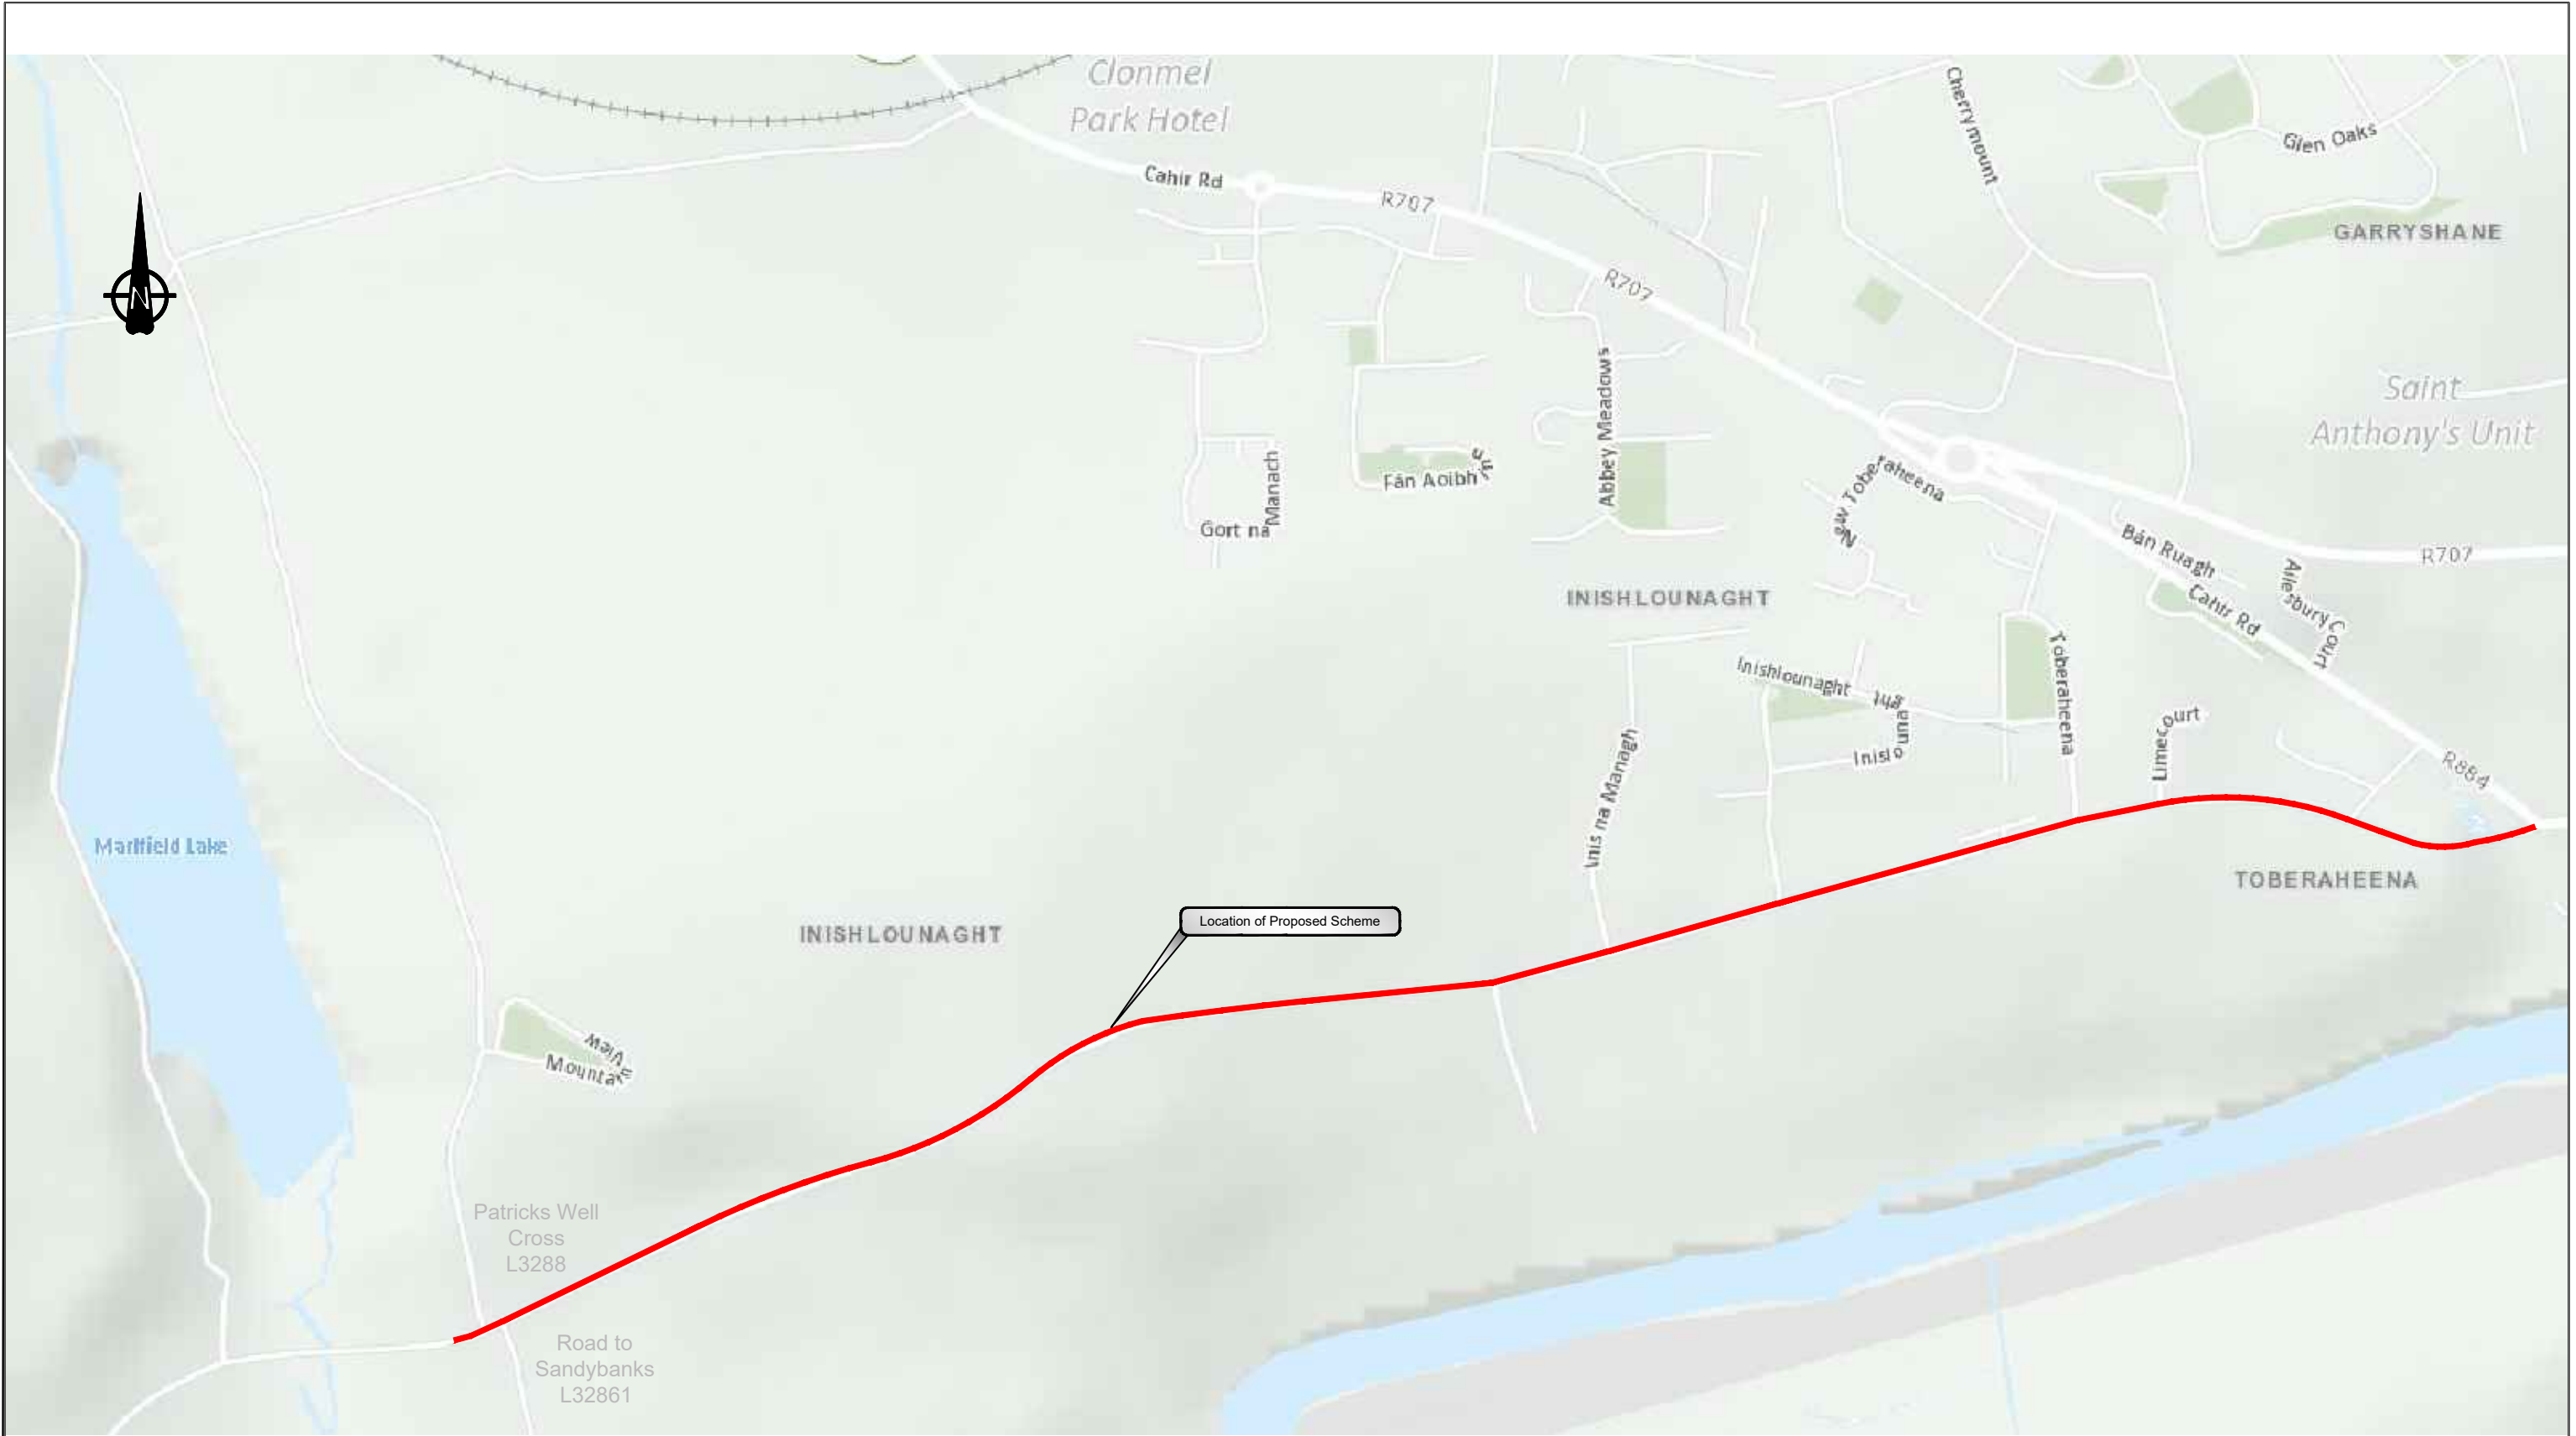 Clonmel
Park Hotel
Cahir Rd
R707
Cherrymount
Glen Oaks
GARRYSHANE
N
R707
Saint
Anthony's Unit
Abbey Meadows
Fán Aoibhinn
Gort na Manach
New Toberaheena
Bán Ruagh
R707
Ailesbury Court
Cahir Rd
INISHLOUNAGHT
Toberaheena
Inishlounaght
Inislounaght
Limecourt
Inis na Managh
R884
Marlfield Lake
TOBERAHEENA
Location of Proposed Scheme
INISHLOUNAGHT
Mountain View
Patricks Well
Cross
L3288
Road to
Sandybanks
L32861